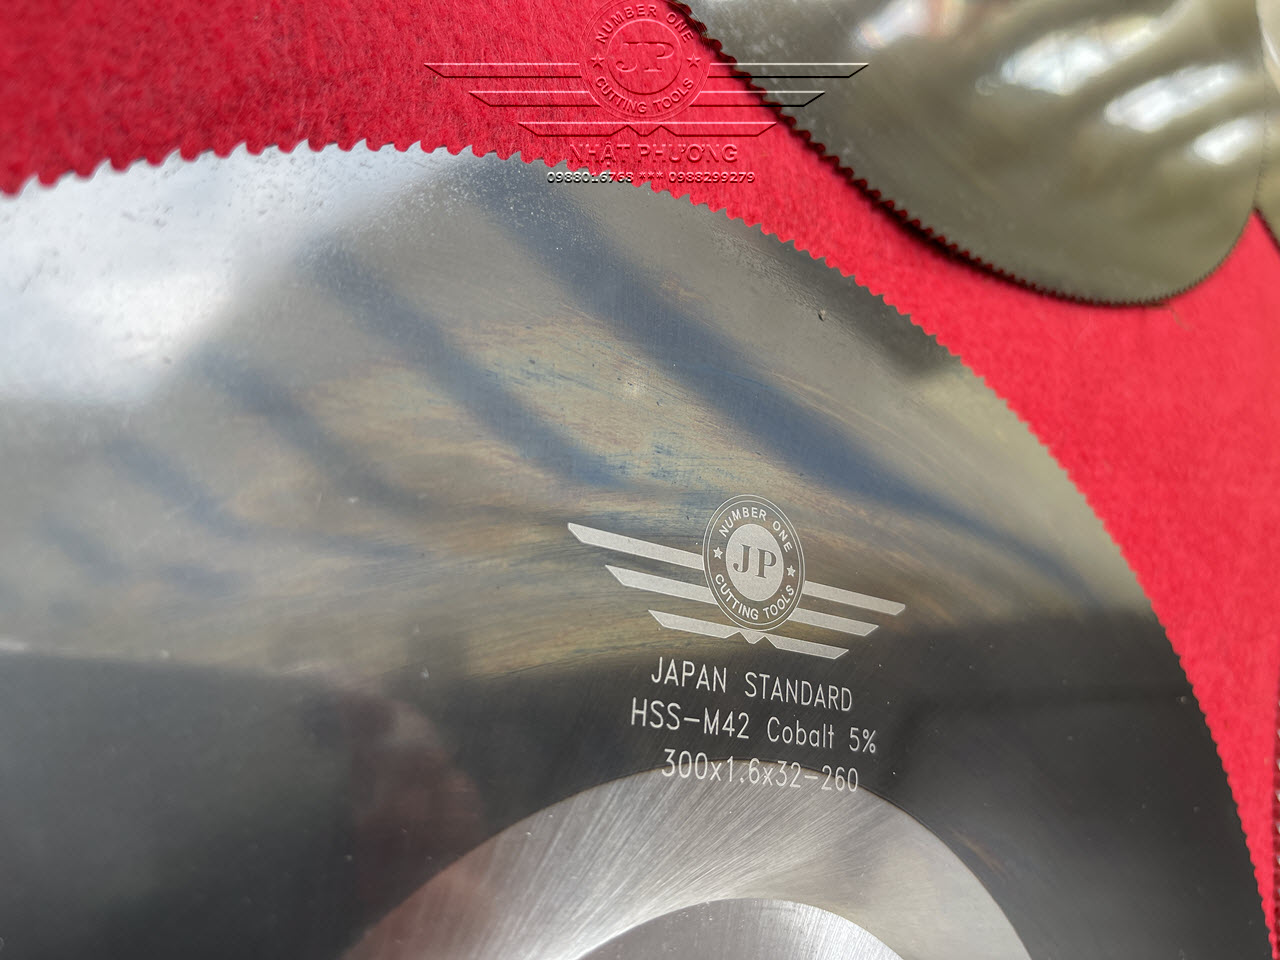 NUMBER ONE
JP
CUTTING TOOLS
NHẬT PHƯƠNG
0988016768 *** 0988299279
NUMBER ONE
JP
CUTTING TOOLS
JAPAN STANDARD
HSS-M42 Cobalt 5%
300x1.6x32-260